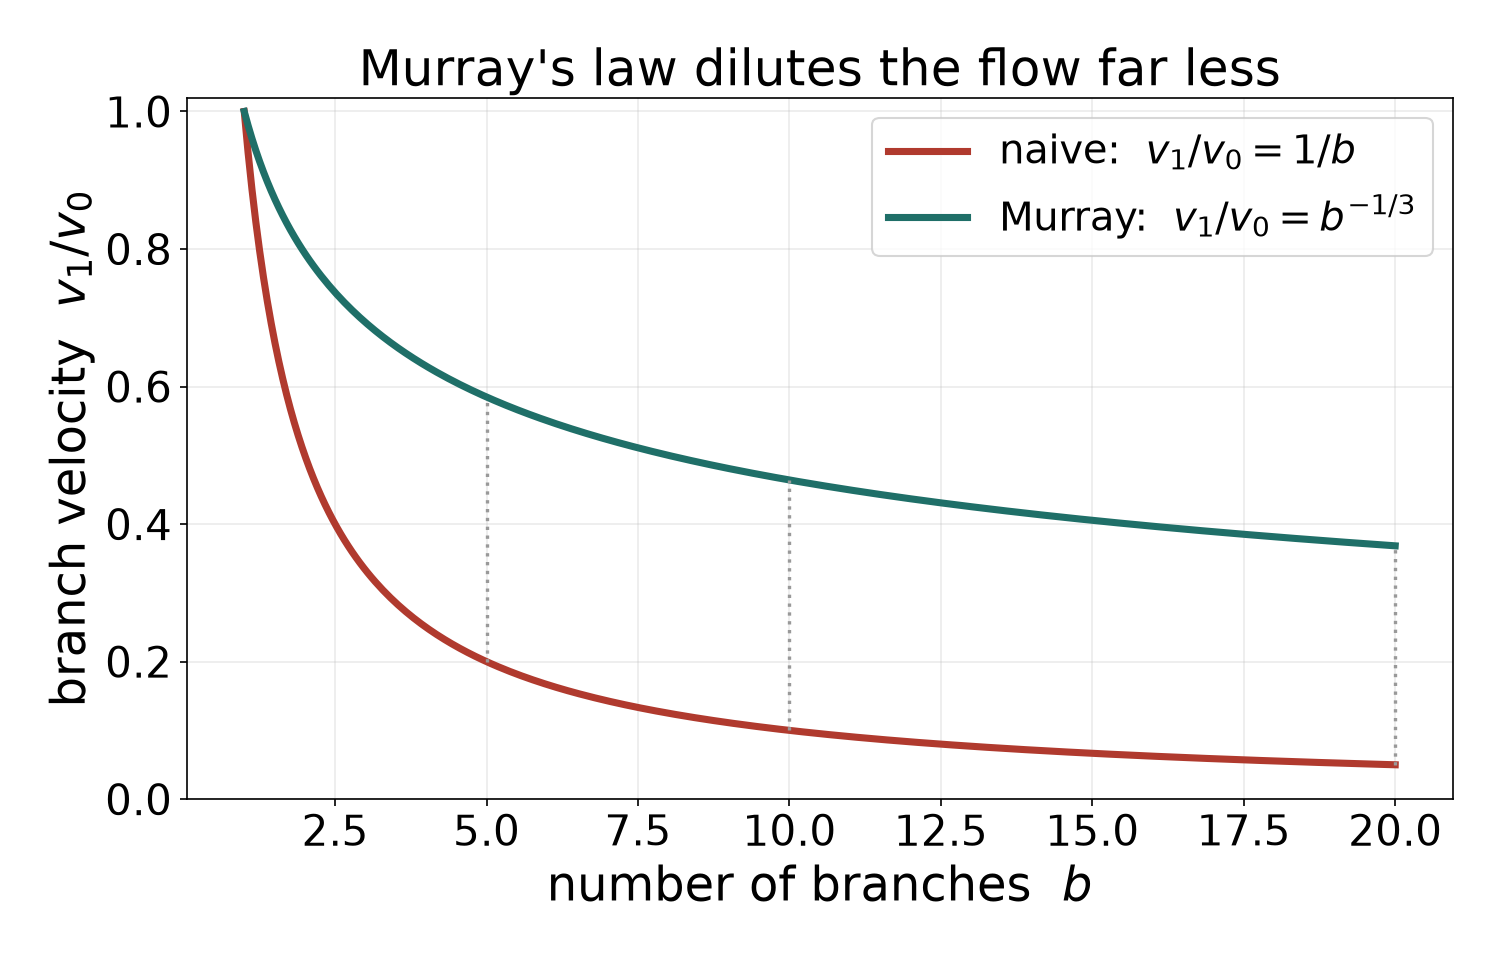 Murray's law dilutes the flow far less
naive: v₁/v₀ = 1/b
Murray: v₁/v₀ = b⁻¹/³
branch velocity v₁/v₀
1.0
0.8
0.6
0.4
0.2
0.0
2.5 5.0 7.5 10.0 12.5 15.0 17.5 20.0
number of branches b